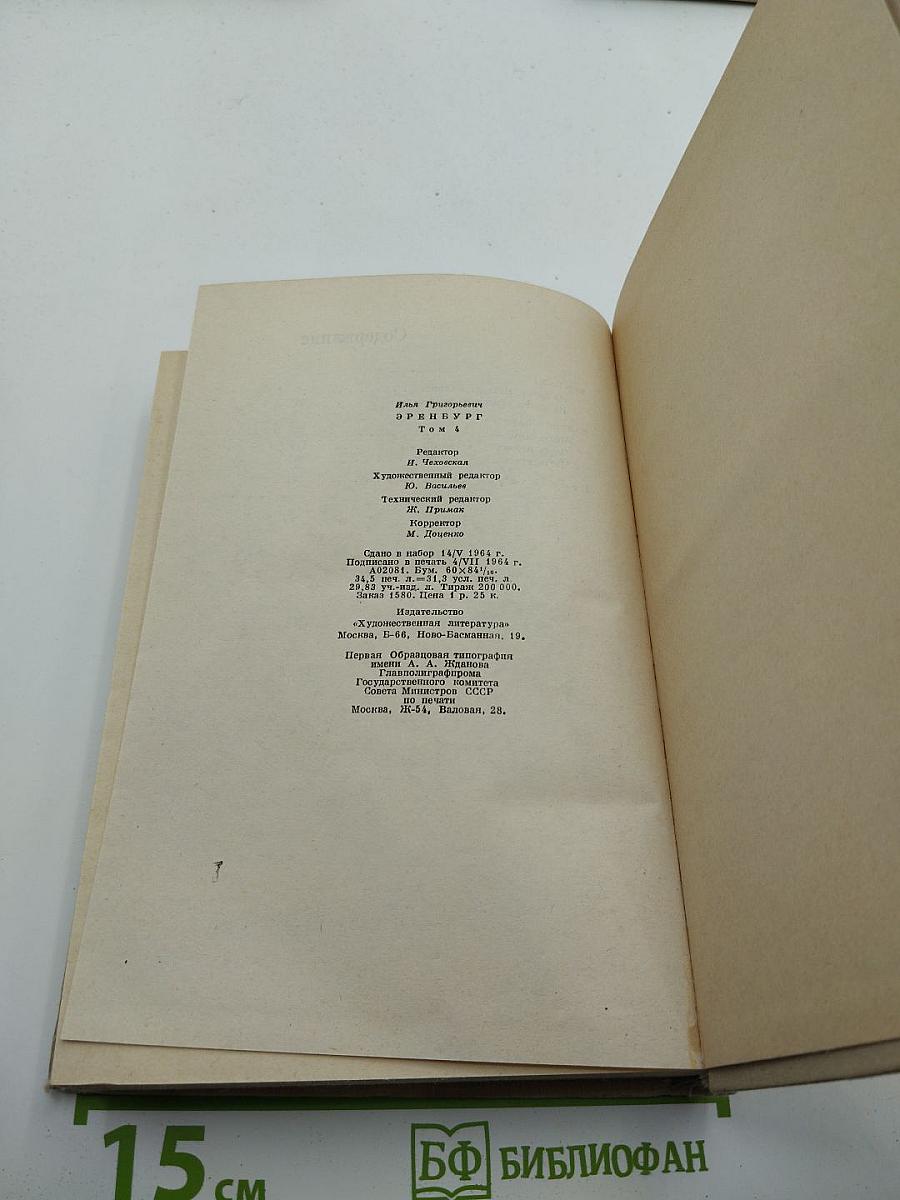 Содержание
Илья Григорьевич
ЭРЕНБУРГ
Том 4
Редактор
И. Чеховская
Художественный редактор
Ю. Васильев
Технический редактор
Ж. Примак
Корректор
М. Доценко
Сдано в набор 14/V 1964 г.
Подписано в печать 4/VII 1964 г.
А02081. Бум. 60×84¹/₁₆.
34,5 печ. л.=31,3 усл. печ. л.
29,83 уч.-изд. л. Тираж 200 000.
Заказ 1580. Цена 1 р. 25 к.
Издательство
«Художественная литература»
Москва, Б-66, Ново-Басманная, 19.
Первая Образцовая типография
имени А. А. Жданова
Главполиграфпрома
Государственного комитета
Совета Министров СССР
по печати
Москва, Ж-54, Валовая, 28.
15 см
БФ БИБЛИОФАН